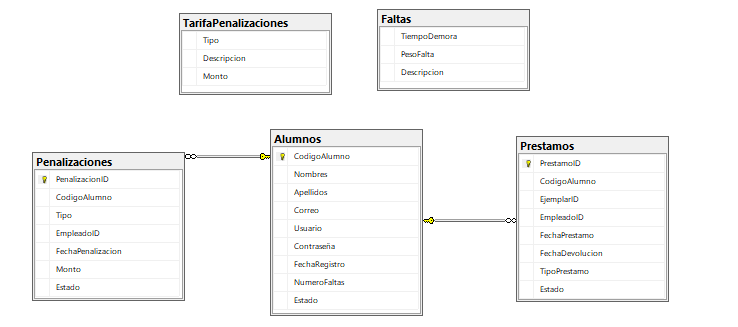 TarifaPenalizaciones
Tipo
Descripcion
Monto
Faltas
TiempoDemora
PesoFalta
Descripcion
Penalizaciones
PenalizacionID
CodigoAlumno
Tipo
EmpleadoID
FechaPenalizacion
Monto
Estado
Alumnos
CodigoAlumno
Nombres
Apellidos
Correo
Usuario
Contraseña
FechaRegistro
NumeroFaltas
Estado
Prestamos
PrestamoID
CodigoAlumno
EjemplarID
EmpleadoID
FechaPrestamo
FechaDevolucion
TipoPrestamo
Estado